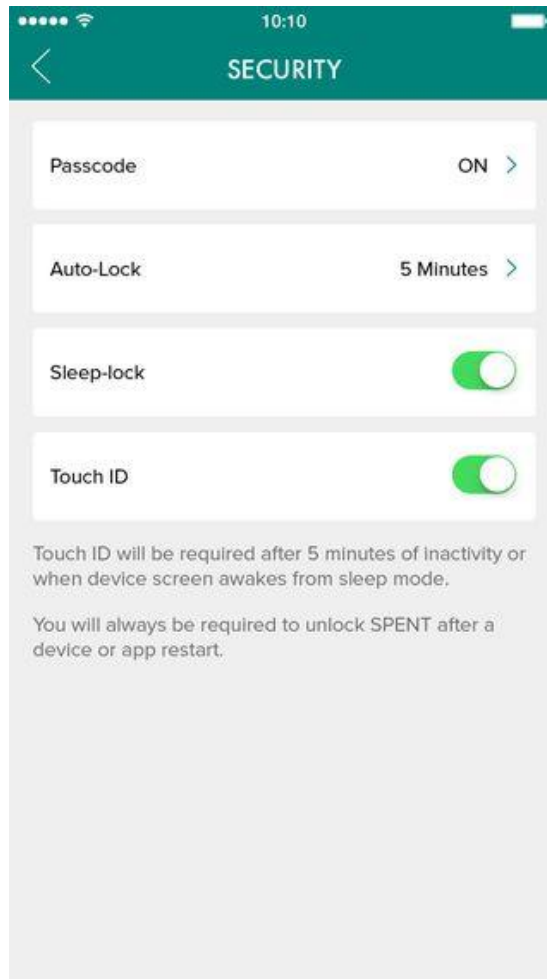 10:10
SECURITY
Passcode ON
Auto-Lock 5 Minutes
Sleep-lock
Touch ID
Touch ID will be required after 5 minutes of inactivity or
when device screen awakes from sleep mode.
You will always be required to unlock SPENT after a
device or app restart.